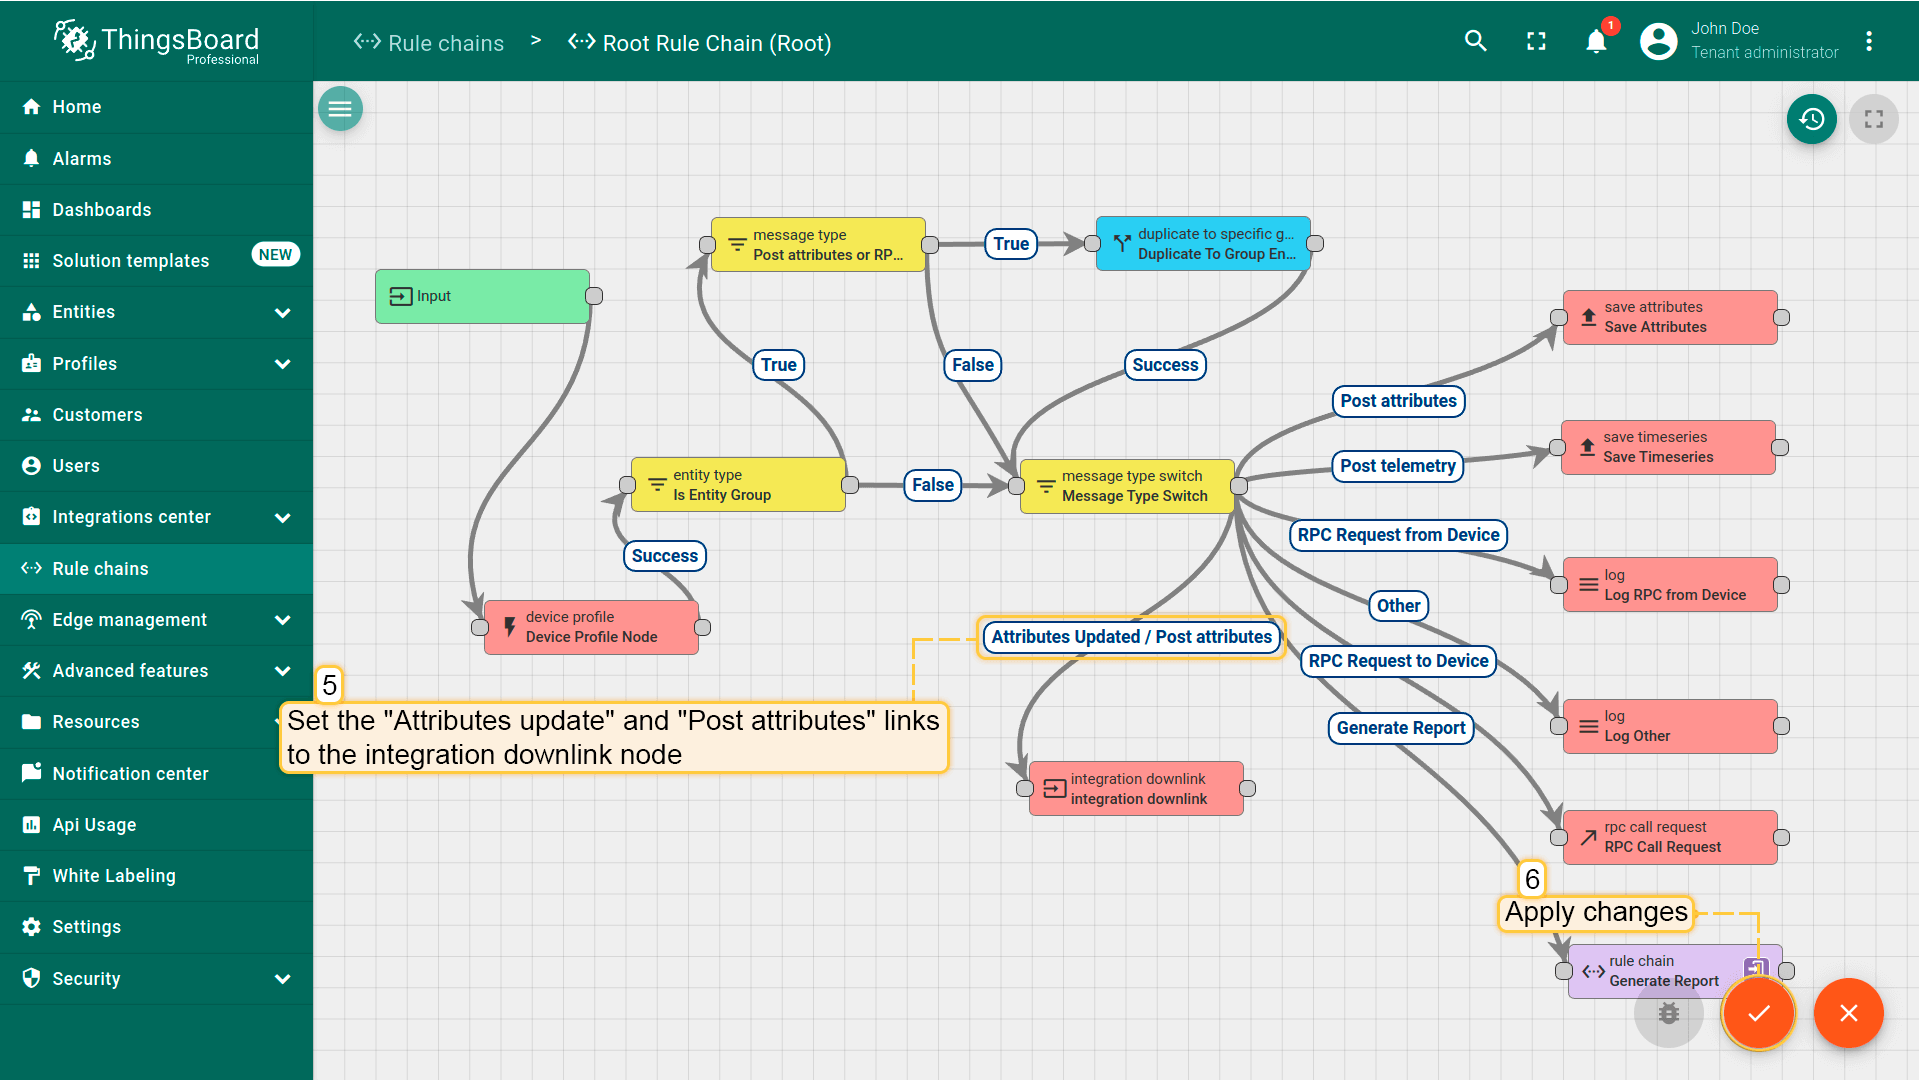 ThingsBoard
Professional
Rule chains > Root Rule Chain (Root)
1
John Doe
Tenant administrator
Home
Alarms
Dashboards
Solution templates
NEW
Entities
Profiles
Customers
Users
Integrations center
Rule chains
Edge management
Advanced features
Resources
Notification center
Api Usage
White Labeling
Settings
Security
Input
message type
Post attributes or RP...
True
duplicate to specific g...
Duplicate To Group En...
True
False
Success
entity type
Is Entity Group
False
message type switch
Message Type Switch
Success
device profile
Device Profile Node
Post attributes
Post telemetry
RPC Request from Device
Other
Attributes Updated / Post attributes
RPC Request to Device
Generate Report
save attributes
Save Attributes
save timeseries
Save Timeseries
log
Log RPC from Device
log
Log Other
integration downlink
integration downlink
rpc call request
RPC Call Request
rule chain
Generate Report
5
Set the "Attributes update" and "Post attributes" links
to the integration downlink node
6
Apply changes